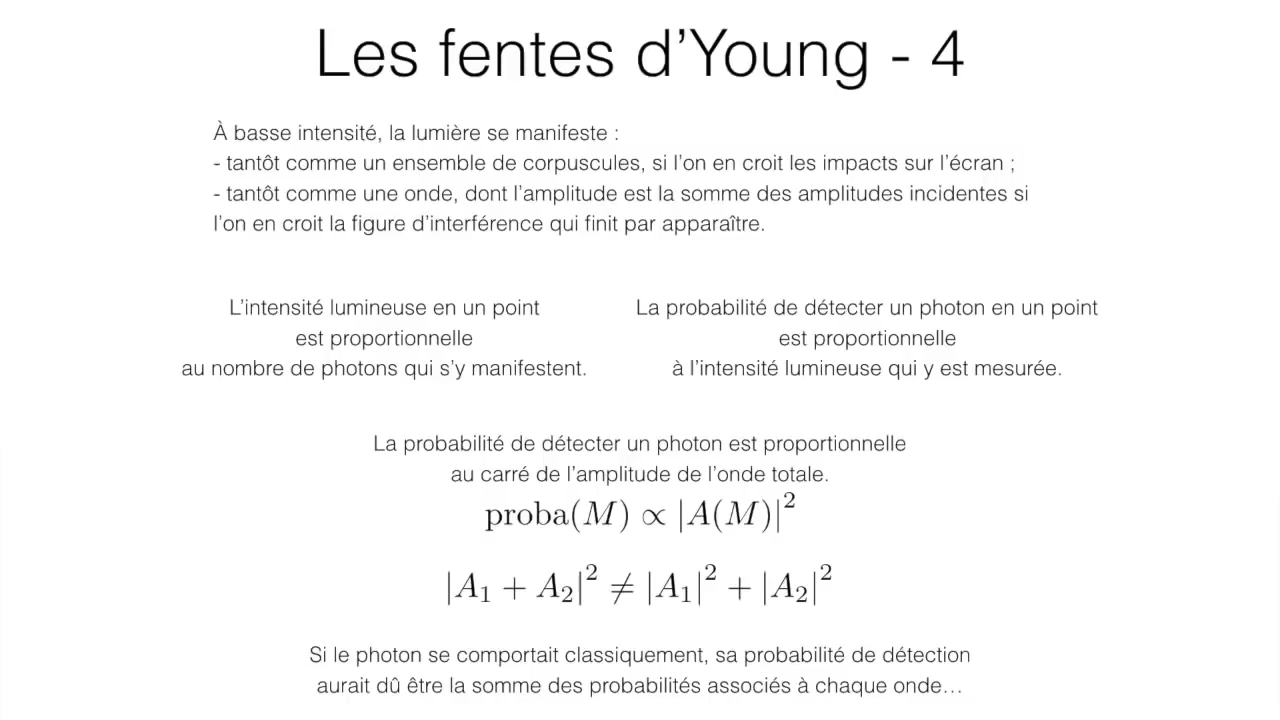 Les fentes d’Young - 4
À basse intensité, la lumière se manifeste :
- tantôt comme un ensemble de corpuscules, si l’on en croit les impacts sur l’écran ;
- tantôt comme une onde, dont l’amplitude est la somme des amplitudes incidentes si
l’on en croit la figure d’interférence qui finit par apparaître.
L’intensité lumineuse en un point
est proportionnelle
au nombre de photons qui s’y manifestent.
La probabilité de détecter un photon en un point
est proportionnelle
à l’intensité lumineuse qui y est mesurée.
La probabilité de détecter un photon est proportionnelle
au carré de l’amplitude de l’onde totale.
proba(M) ∝ |A(M)|²
|A₁ + A₂|² ≠ |A₁|² + |A₂|²
Si le photon se comportait classiquement, sa probabilité de détection
aurait dû être la somme des probabilités associés à chaque onde…